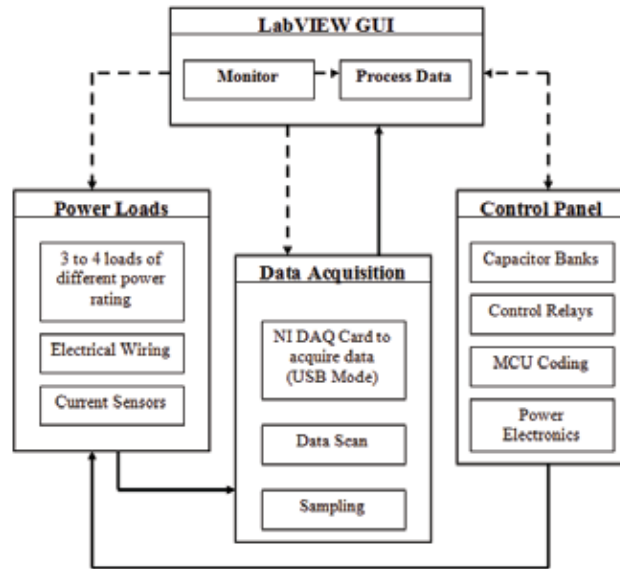 LabVIEW GUI
Monitor
Process Data
Power Loads
3 to 4 loads of
different power
rating
Electrical Wiring
Current Sensors
Data Acquisition
NI DAQ Card to
acquire data
(USB Mode)
Data Scan
Sampling
Control Panel
Capacitor Banks
Control Relays
MCU Coding
Power
Electronics